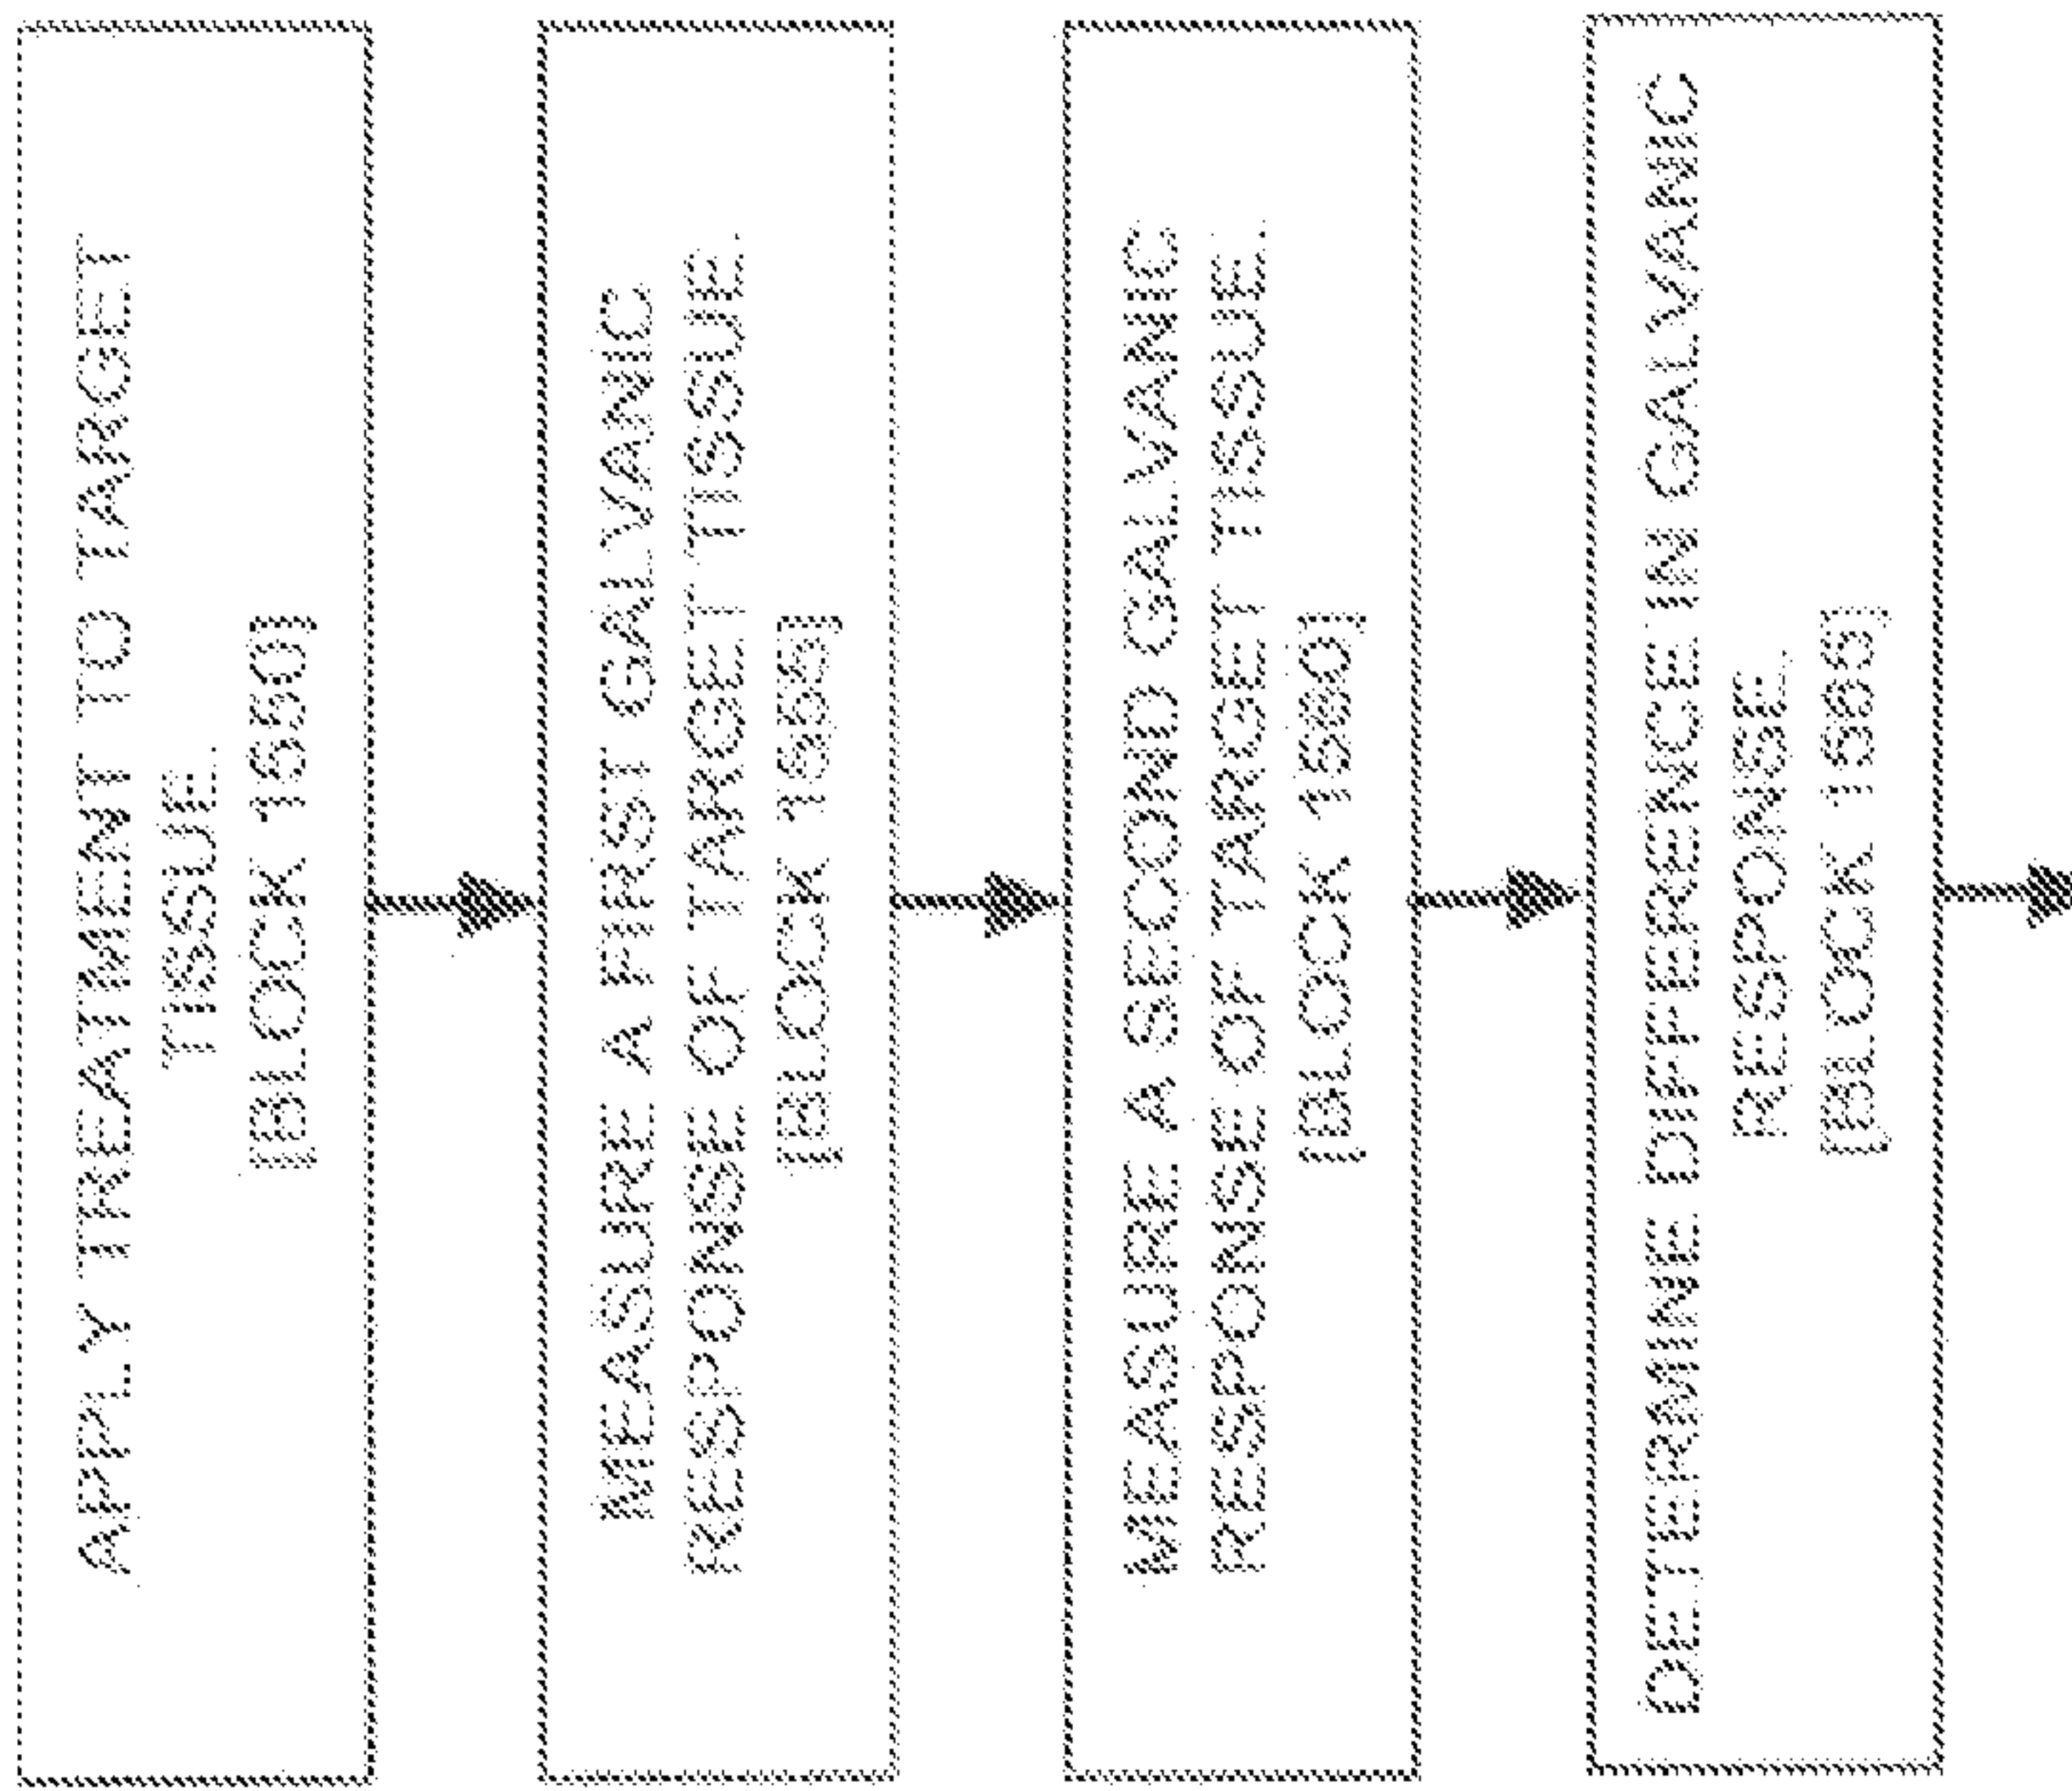 APPLY TREATMENT TO TARGET
TISSUE.
[BLOCK 1550]
MEASURE A FIRST GALVANIC
RESPONSE OF TARGET TISSUE.
[BLOCK 1555]
MEASURE A SECOND GALVANIC
RESPONSE OF TARGET TISSUE.
[BLOCK 1560]
DETERMINE DIFFERENCE IN GALVANIC
RESPONSE.
[BLOCK 1565]